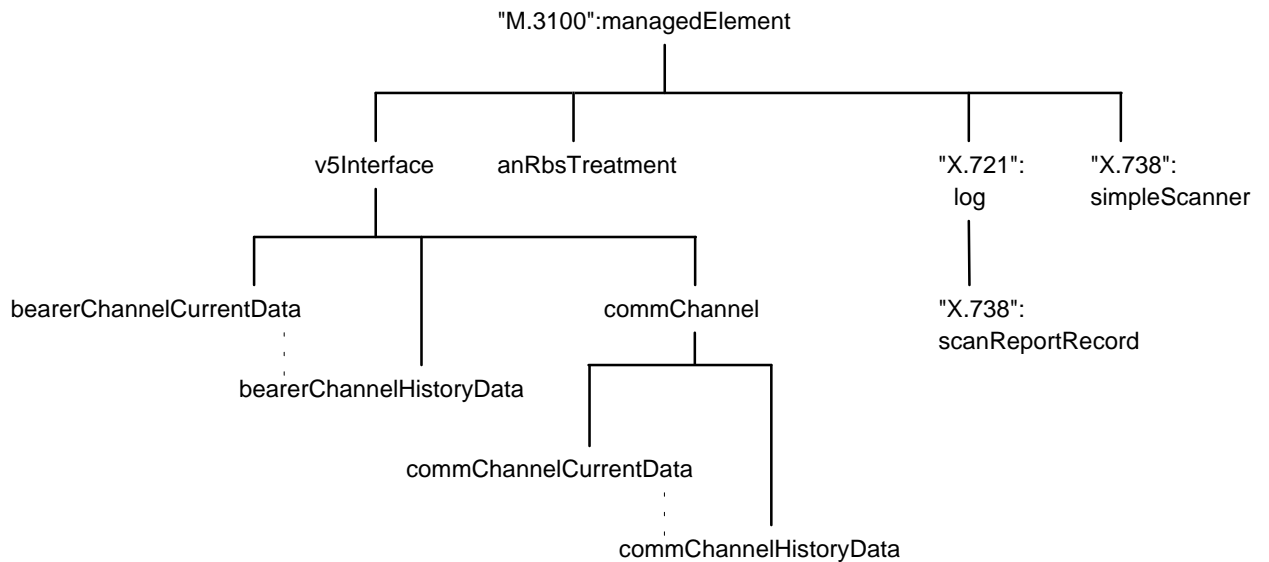 "M.3100":managedElement
v5Interface
anRbsTreatment
"X.721":
log
"X.738":
simpleScanner
bearerChannelCurrentData
commChannel
"X.738":
scanReportRecord
bearerChannelHistoryData
commChannelCurrentData
commChannelHistoryData